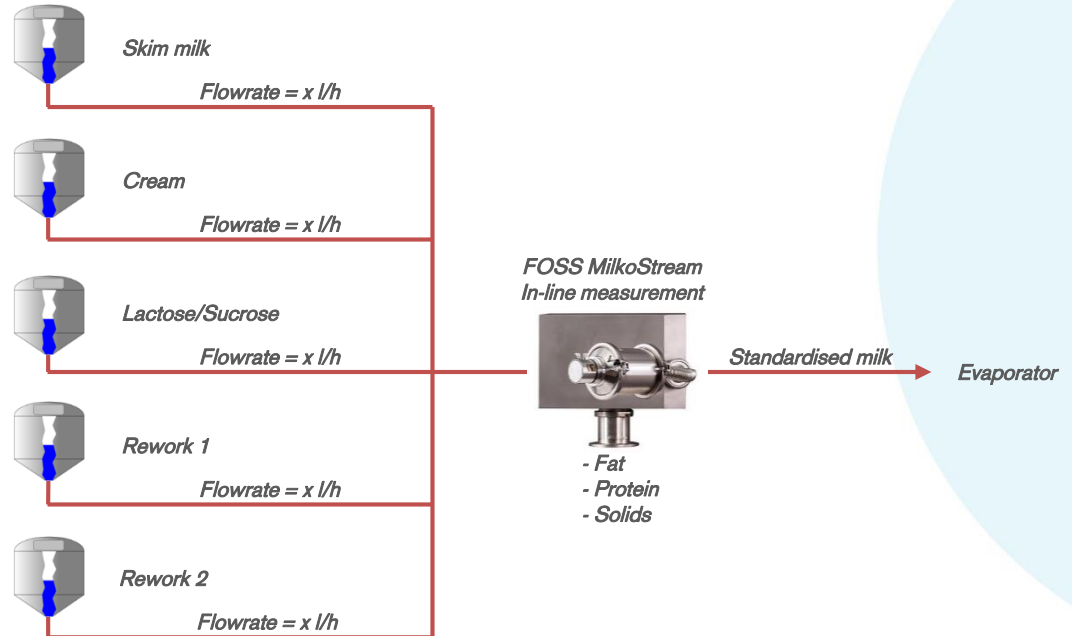 Skim milk
Flowrate = x l/h
Cream
Flowrate = x l/h
Lactose/Sucrose
Flowrate = x l/h
Rework 1
Flowrate = x l/h
Rework 2
Flowrate = x l/h
FOSS MilkoStream
In-line measurement
- Fat
- Protein
- Solids
Standardised milk
Evaporator